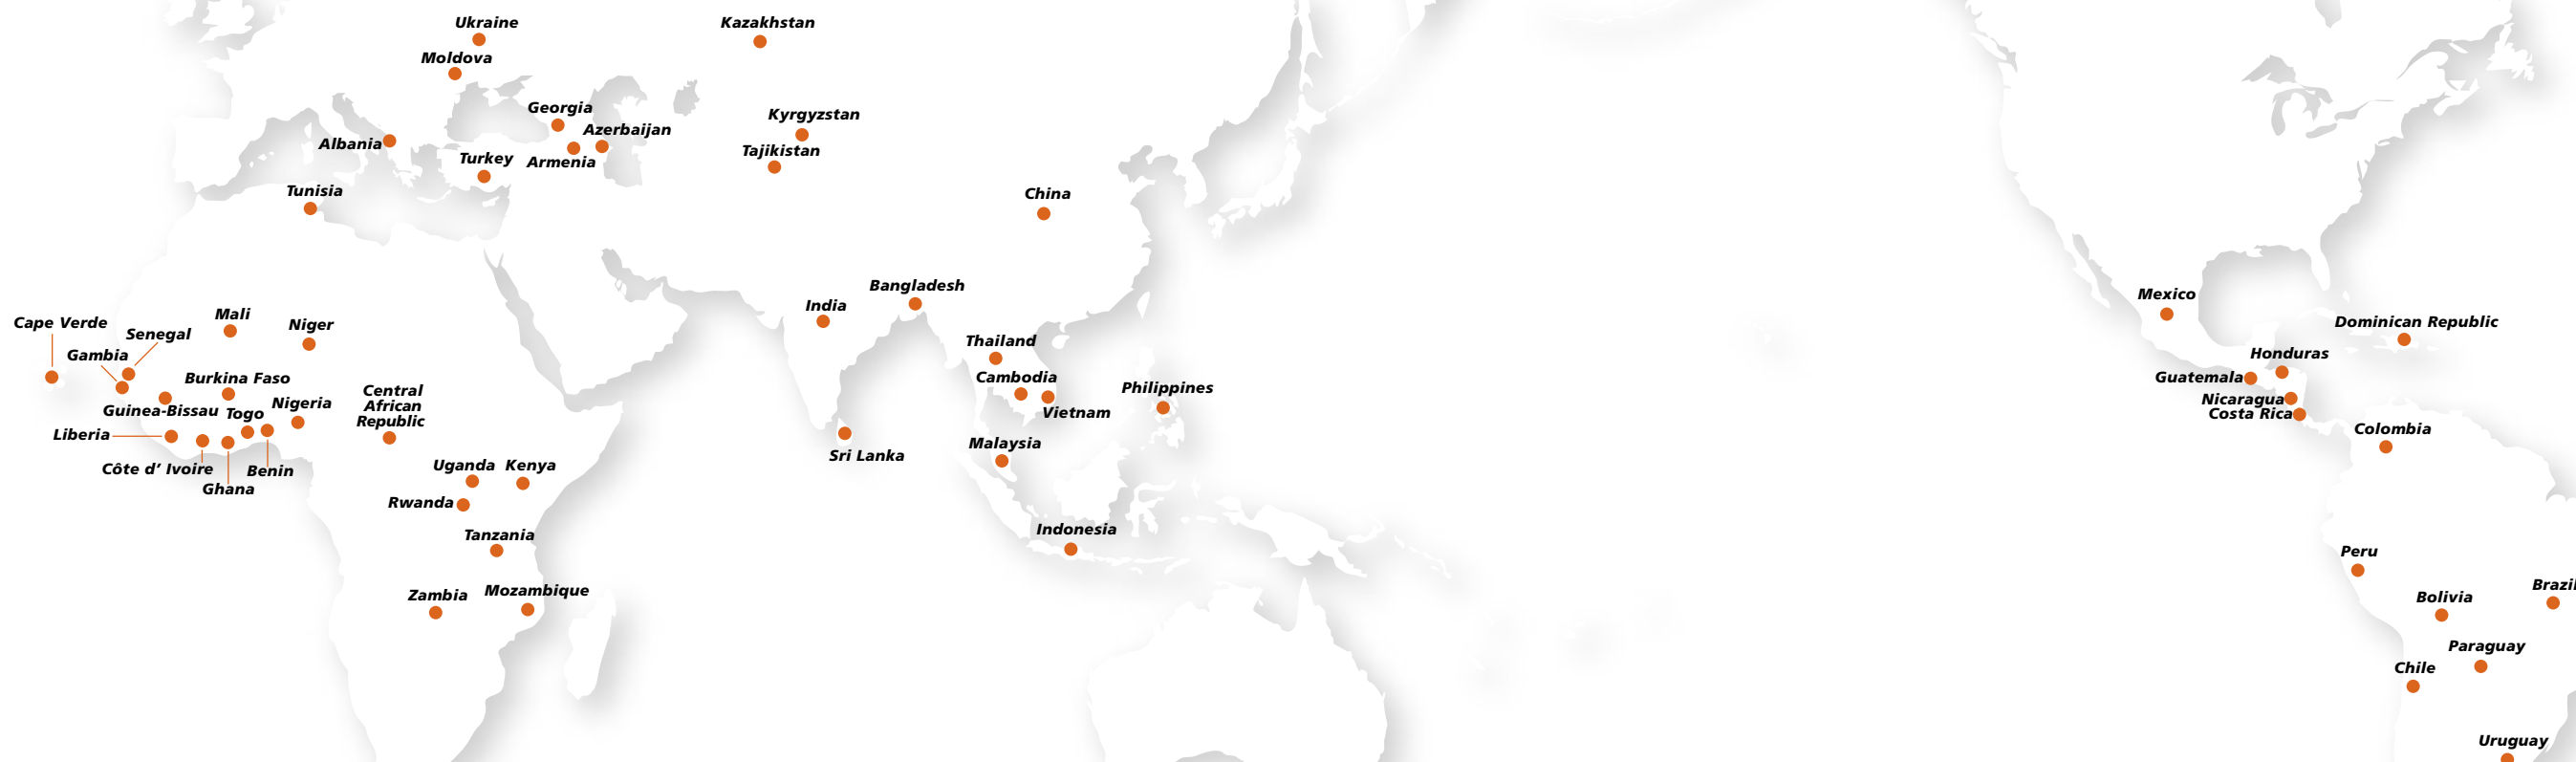 Ukraine
Kazakhstan
Moldova
Georgia
Kyrgyzstan
Azerbaijan
Albania
Tajikistan
Turkey
Armenia
Tunisia
China
Bangladesh
Mexico
India
Mali
Cape Verde
Niger
Dominican Republic
Senegal
Thailand
Gambia
Honduras
Burkina Faso
Cambodia
Guatemala
Philippines
Central
African
Republic
Nicaragua
Nigeria
Guinea-Bissau
Togo
Vietnam
Costa Rica
Colombia
Liberia
Malaysia
Sri Lanka
Uganda
Kenya
Côte d’ Ivoire
Benin
Ghana
Rwanda
Indonesia
Tanzania
Peru
Brazil
Mozambique
Zambia
Bolivia
Paraguay
Chile
Uruguay